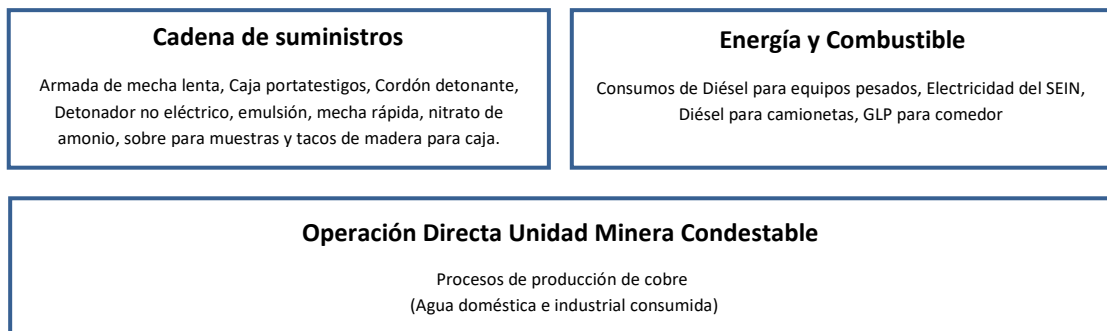 Cadena de suministros
Armada de mecha lenta, Caja portatestigos, Cordón detonante,
Detonador no eléctrico, emulsión, mecha rápida, nitrato de
amonio, sobre para muestras y tacos de madera para caja.
Energía y Combustible
Consumos de Diésel para equipos pesados, Electricidad del SEIN,
Diésel para camionetas, GLP para comedor
Operación Directa Unidad Minera Condestable
Procesos de producción de cobre
(Agua doméstica e industrial consumida)